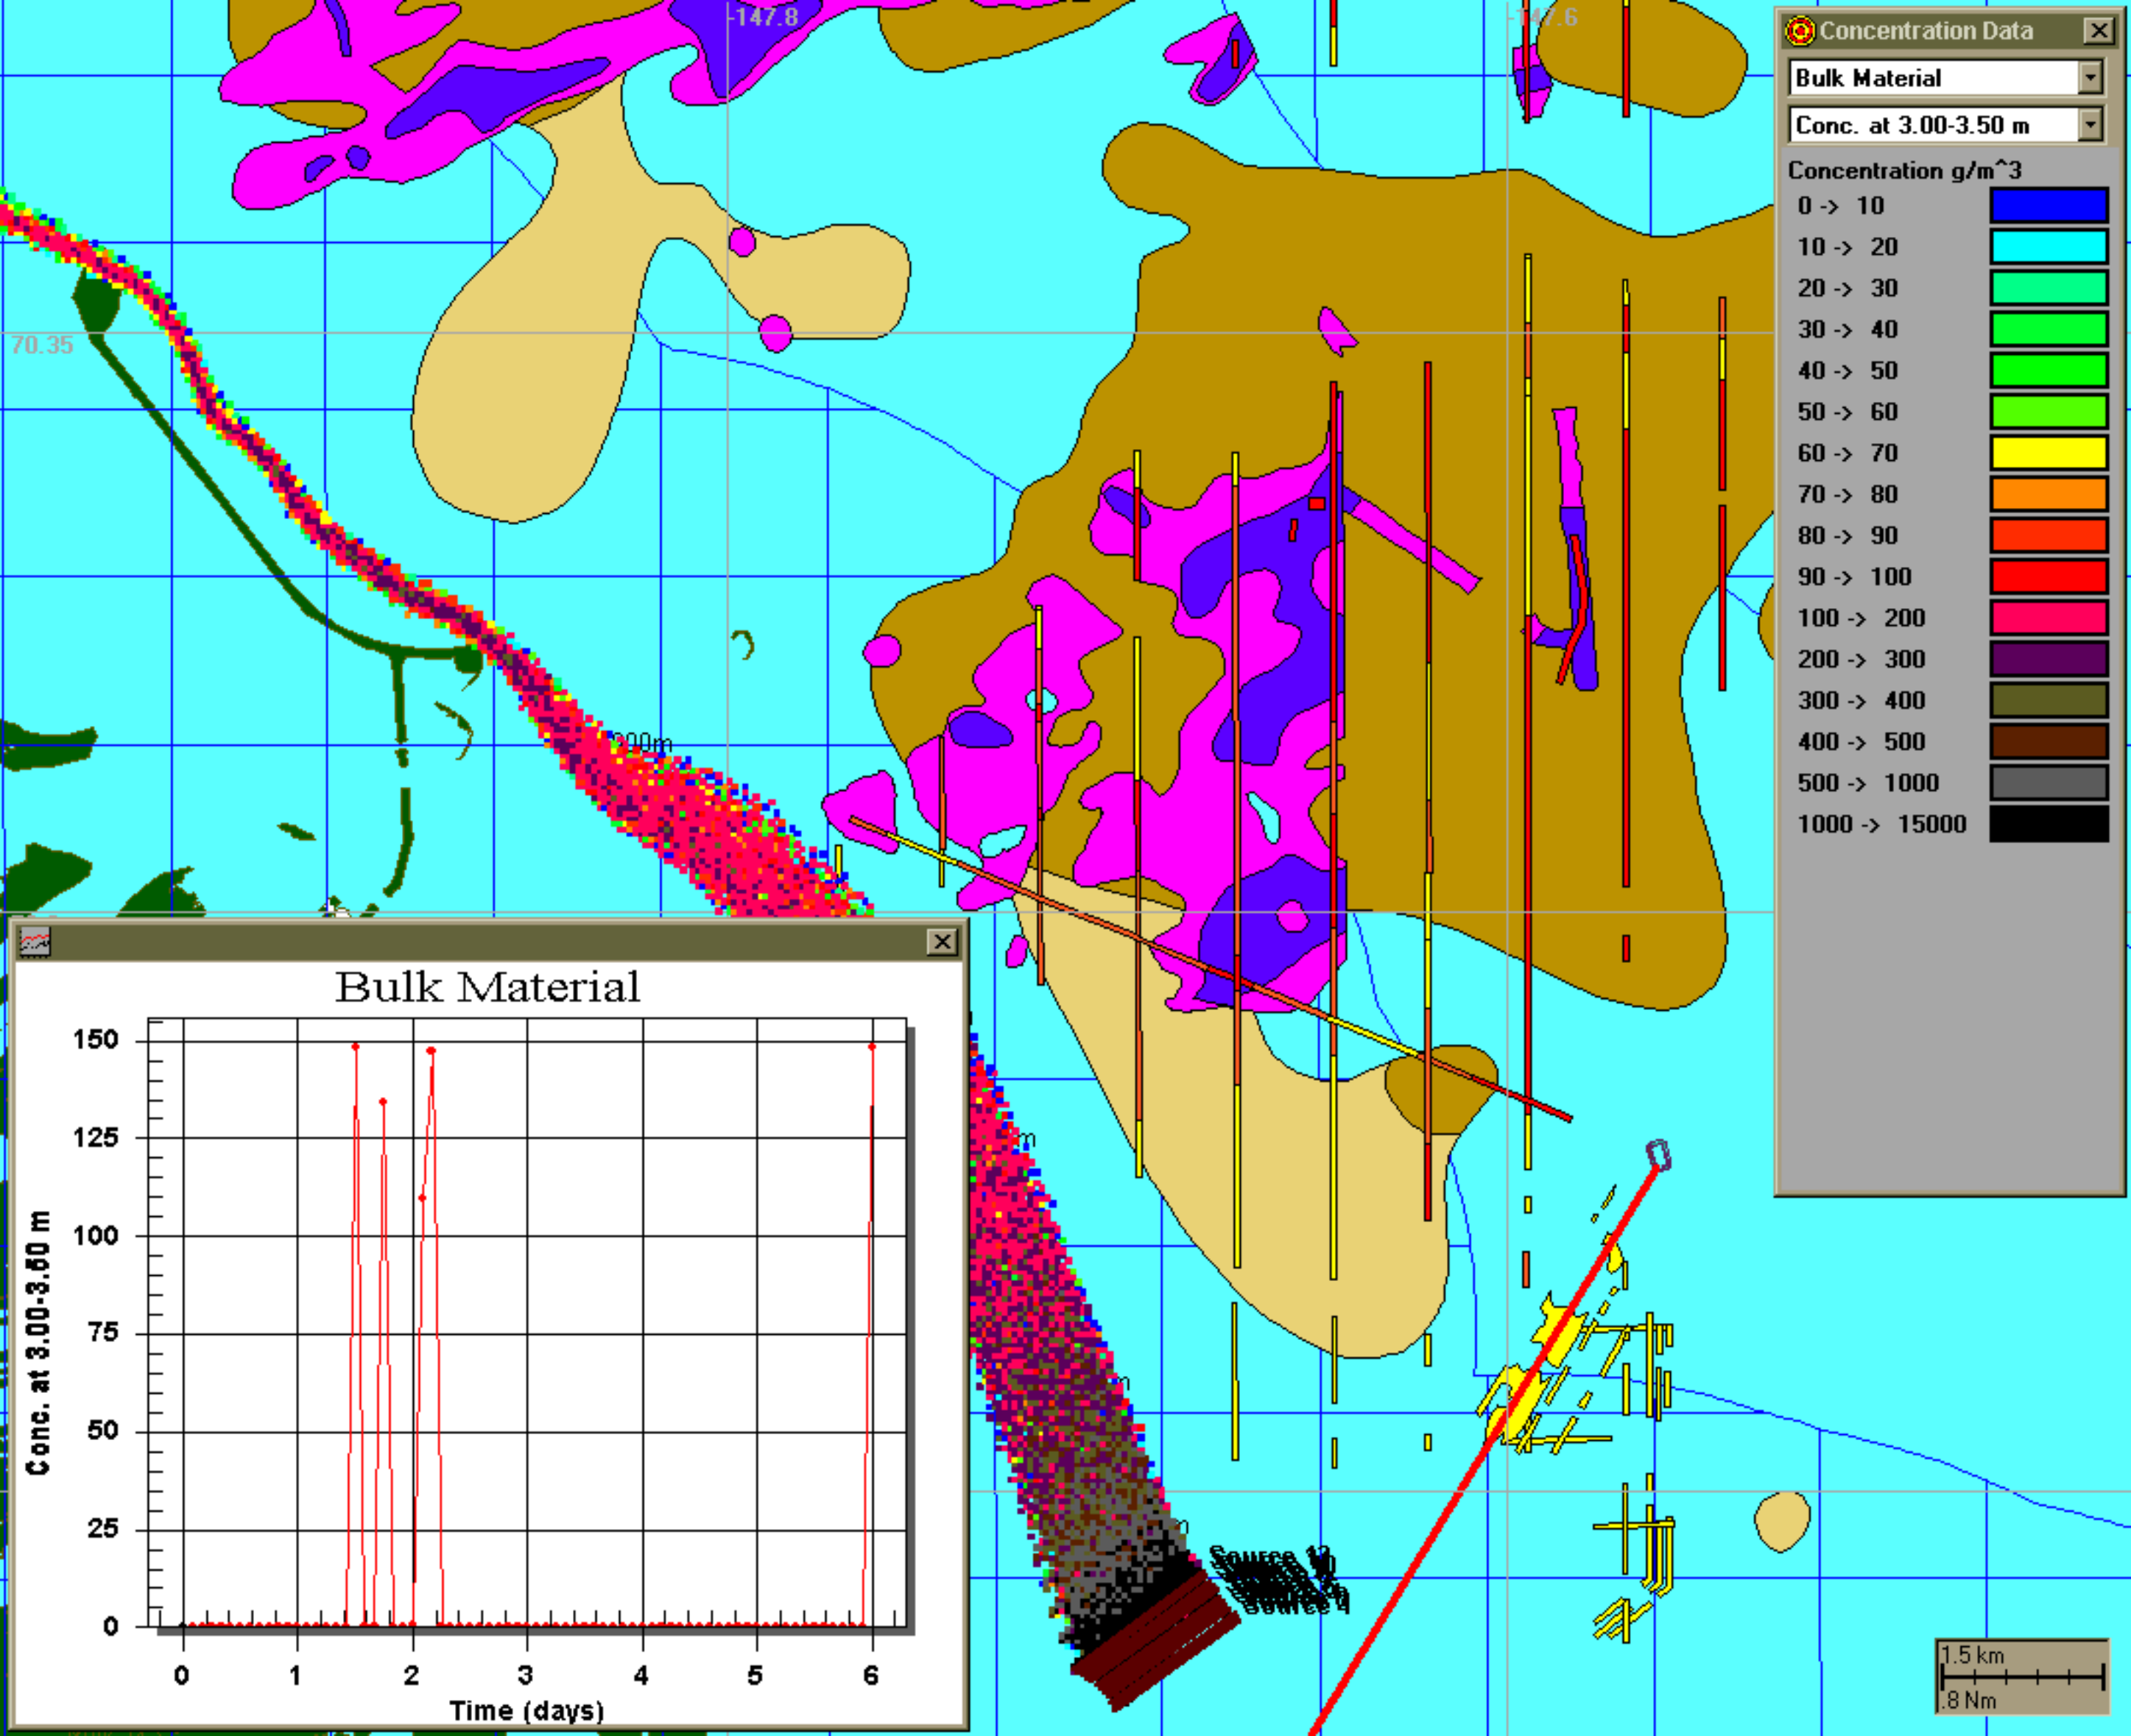 -147.8
-147.6
70.35
Concentration Data
Bulk Material
Conc. at 3.00-3.50 m
Concentration g/m^3
0 -> 10
10 -> 20
20 -> 30
30 -> 40
40 -> 50
50 -> 60
60 -> 70
70 -> 80
80 -> 90
90 -> 100
100 -> 200
200 -> 300
300 -> 400
400 -> 500
500 -> 1000
1000 -> 15000
Bulk Material
Conc. at 3.00-3.50 m
150
125
100
75
50
25
0
0 1 2 3 4 5 6
Time (days)
Source
Source 4
1.5 km
.8 Nm